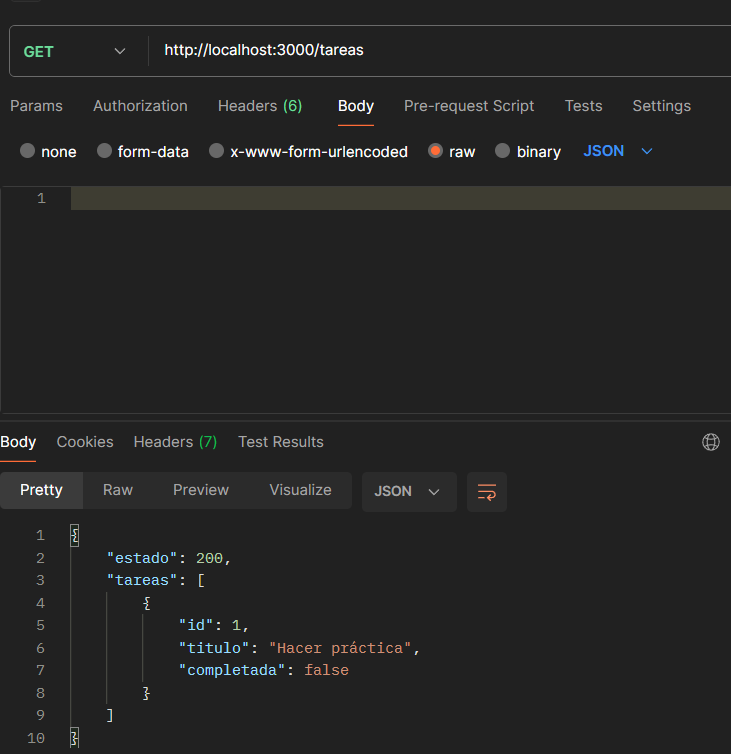 GET http://localhost:3000/tareas
Params Authorization Headers (6) Body Pre-request Script Tests Settings
none form-data x-www-form-urlencoded raw binary JSON
1
Body Cookies Headers (7) Test Results
Pretty Raw Preview Visualize JSON
1 {
2 "estado": 200,
3 "tareas": [
4 {
5 "id": 1,
6 "titulo": "Hacer práctica",
7 "completada": false
8 }
9 ]
10 }